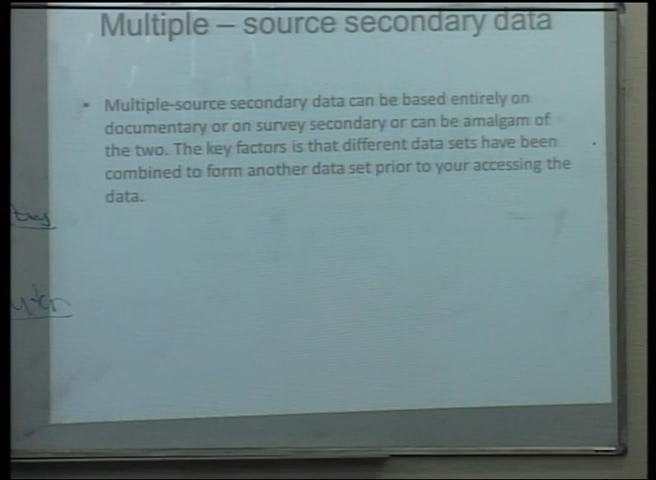 Multiple – source secondary data
• Multiple-source secondary data can be based entirely on
documentary or on survey secondary or can be amalgam of
the two. The key factors is that different data sets have been
combined to form another data set prior to your accessing the
data.